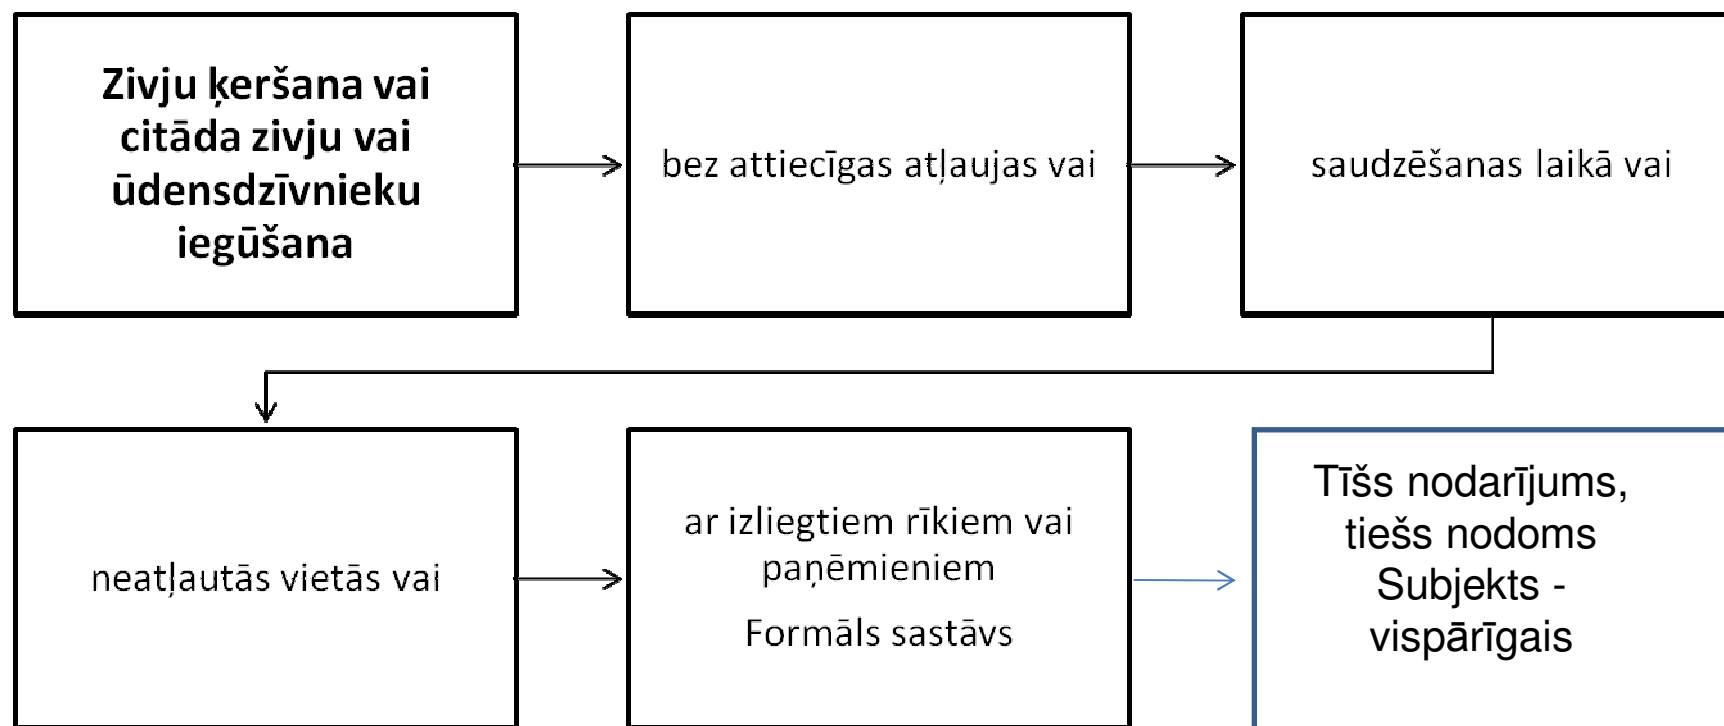 Zivju ķeršana vai
citāda zivju vai
ūdensdzīvnieku
iegūšana
bez attiecīgas atļaujas vai
saudzēšanas laikā vai
neatļautās vietās vai
ar izliegtiem rīkiem vai
paņēmieniem
Formāls sastāvs
Tīšs nodarījums,
tiešs nodoms
Subjekts -
vispārīgais